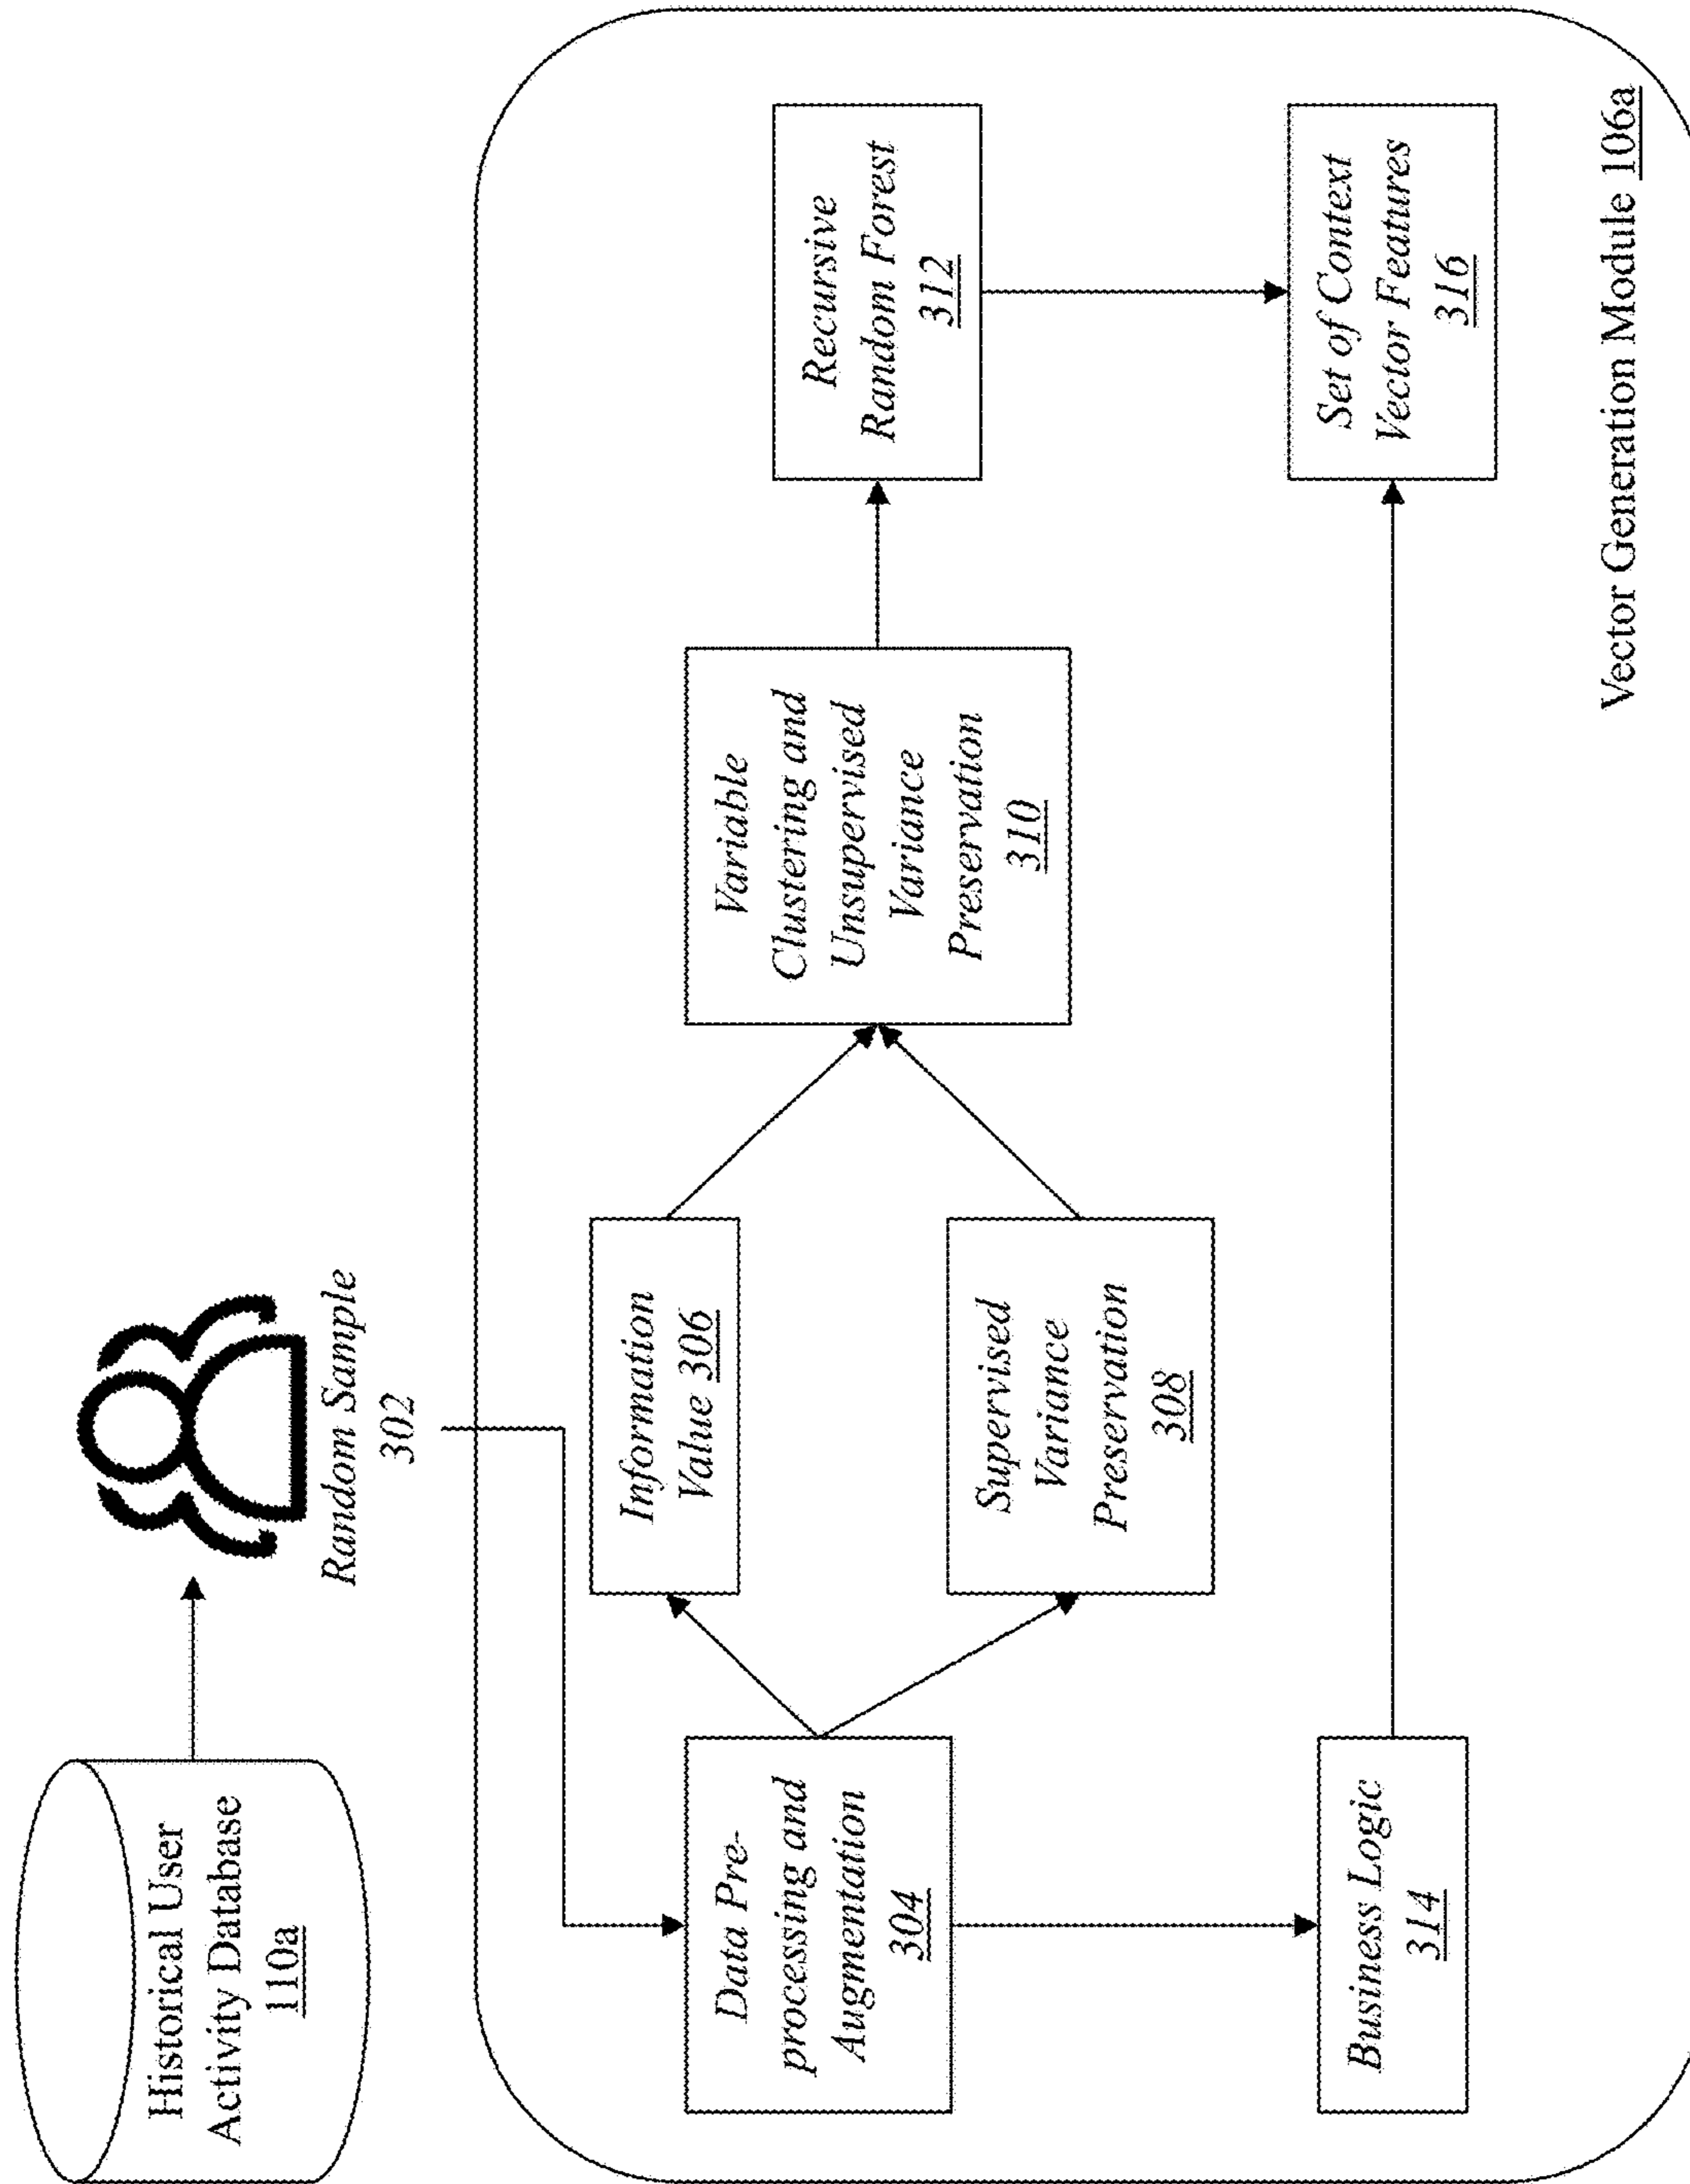 Historical User
Activity Database
110a
Random Sample
302
Data Pre-
processing and
Augmentation
304
Information
Value 306
Supervised
Variance
Preservation
308
Variable
Clustering and
Unsupervised
Variance
Preservation
310
Recursive
Random Forest
312
Business Logic
314
Set of Context
Vector Features
316
Vector Generation Module 106a